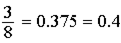 3/8 = 0.375 = 0.4